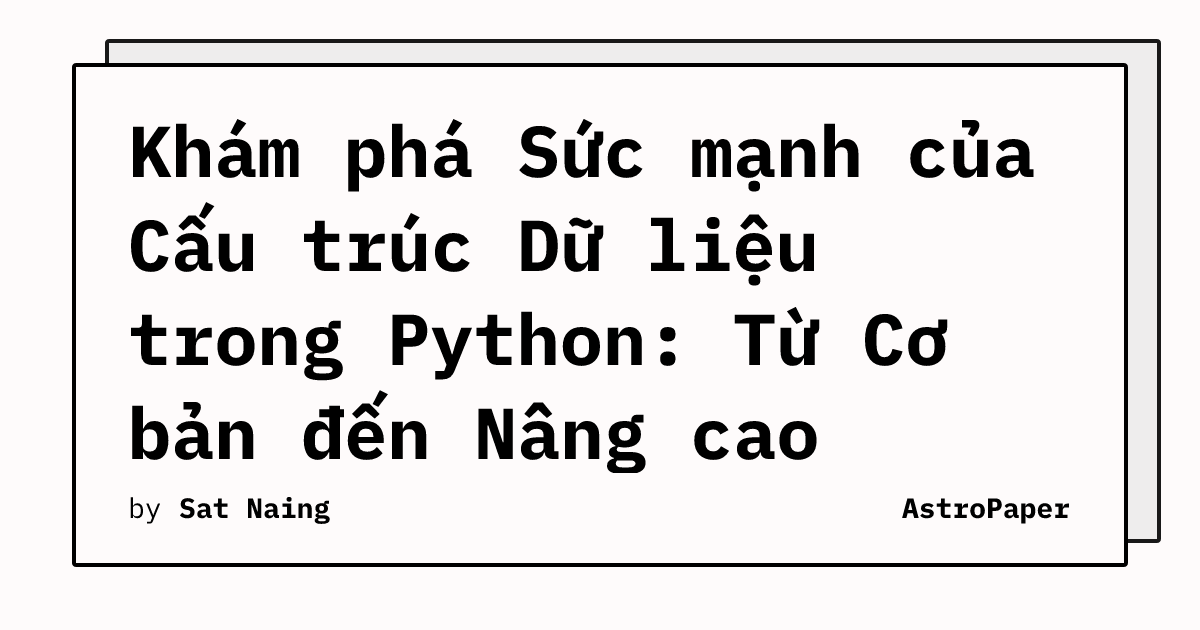 Khám phá Sức mạnh của
Cấu trúc Dữ liệu
trong Python: Từ Cơ
bản đến Nâng cao
by Sat Naing
AstroPaper